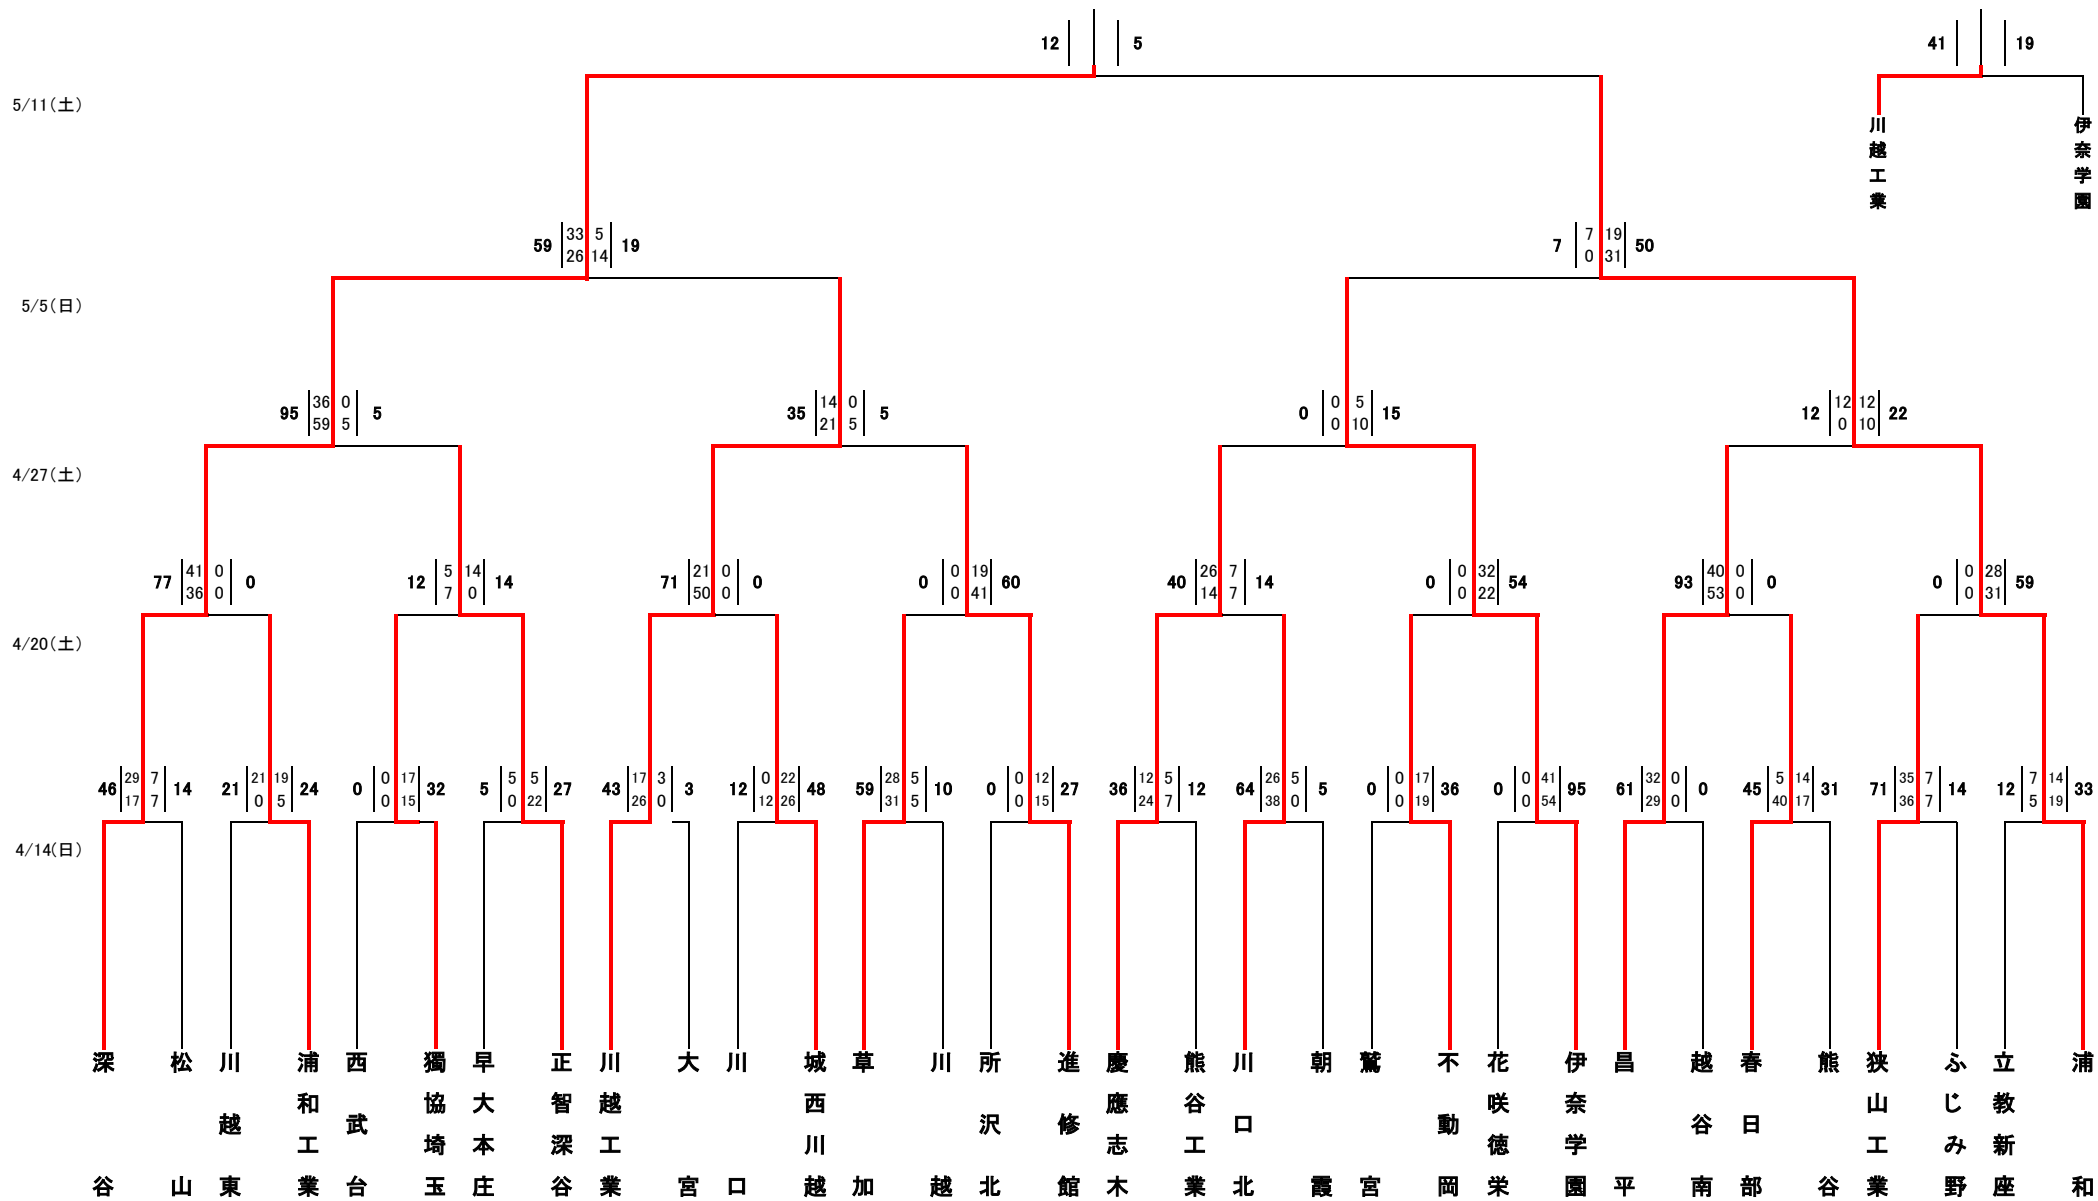 12 5
41 19
5/11(土)
川越工業
伊奈学園
59 33 5 19
26 14
7 7 19 50
0 31
5/5(日)
95 36 0 5
59 5
35 14 0 5
21 5
0 0 5 15
0 10
12 12 12 22
0 10
4/27(土)
77 41 0 0
36 0
12 5 14 14
7 0
71 21 0 0
50 0
0 0 19 60
0 41
40 26 7 14
14 7
0 0 32 54
0 22
93 40 0 0
53 0
0 0 28 59
0 31
4/20(土)
46 29 7 14
17 7
21 21 19 24
0 5
0 0 17 32
0 15
5 5 5 27
0 22
43 17 3 3
26 0
12 0 22 48
12 26
59 28 5 10
31 5
0 0 12 27
0 15
36 12 5 12
24 7
64 26 5 5
38 0
0 0 17 36
0 19
0 0 41 95
0 54
61 32 0 0
29 0
45 5 14 31
40 17
71 35 7 14
36 7
12 7 14 33
5 19
4/14(日)
深谷
松山
川越東
浦和工業
西武台
獨協埼玉
早大本庄
正智深谷
川越工業
大宮
川口
城西川越
草加
川越
所沢北
進修館
慶應志木
熊谷工業
川口北
朝霞
鷲宮
不動岡
花咲徳栄
伊奈学園
昌平
越谷南
春日部
熊谷
狭山工業
ふじみ野
立教新座
浦和